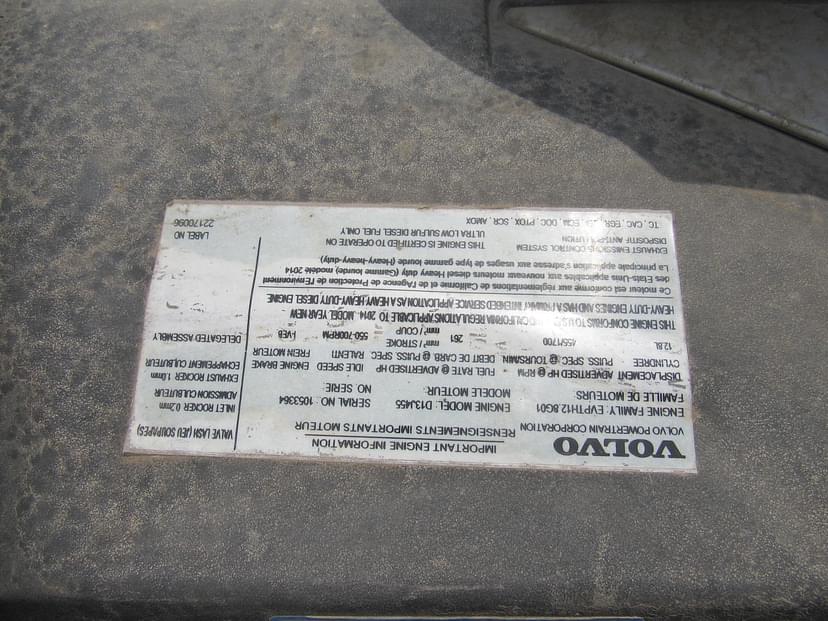 VOLVO
IMPORTANT ENGINE INFORMATION
VOLVO POWERTRAIN CORPORATION
RENSEIGNEMENTS IMPORTANTS MOTEUR
ENGINE FAMILY: EVPTH12.8G01 ENGINE MODEL: D13J455 SERIAL NO : 1053364
FAMILLE DE MOTEURS: MODELE MOTEUR: NO SERIE:
DISPLACEMENT ADVERTISED HP @ RPM FUEL RATE @ ADVERTISED HP IDLE SPEED ENGINE BRAKE
CYLINDREE PUISS SPEC @ TOURS/MIN. DEBIT DE CARB @ PUISS. SPEC RALENTI FREIN MOTEUR
12.8L 455/1700 261 mm³ / STROKE 550-700RPM I-VEB
mm³ / COUP
THIS ENGINE CONFORMS TO U.S. CALIFORNIA REGULATIONS APPLICABLE TO 2014 MODEL YEAR NEW
HEAVY-DUTY ENGINES AND HAS A PRIMARY INTENDED SERVICE APPLICATION AS A HEAVY HEAVY-DUTY DIESEL ENGINE
Ce moteur est conforme aux réglementations de Californie et de l'Agence de Protection de l'Environnement
des Etats-Unis applicables aux nouveaux moteurs diesel Heavy duty (Gamme lourde) modèle 2014
La principale application s'adresse aux usages de type gamme lourde (Heavy-heavy-duty)
EXHAUST EMISSIONS CONTROL SYSTEM THIS ENGINE IS CERTIFIED TO OPERATE ON
DISPOSITIF ANTI-POLLUTION ULTRA LOW SULFUR DIESEL FUEL ONLY
TC, CAC, EGR, ECM, DOC, PTOX, SCR, AMOX
VALVE LASH (JEU SOUPAPES)
INLET ROCKER 0.2mm
ADMISSION CULBUTEUR
EXHAUST ROCKER 1.0mm
ECHAPPEMENT CULBUTEUR
DELEGATED ASSEMBLY
LABEL NO
22170096